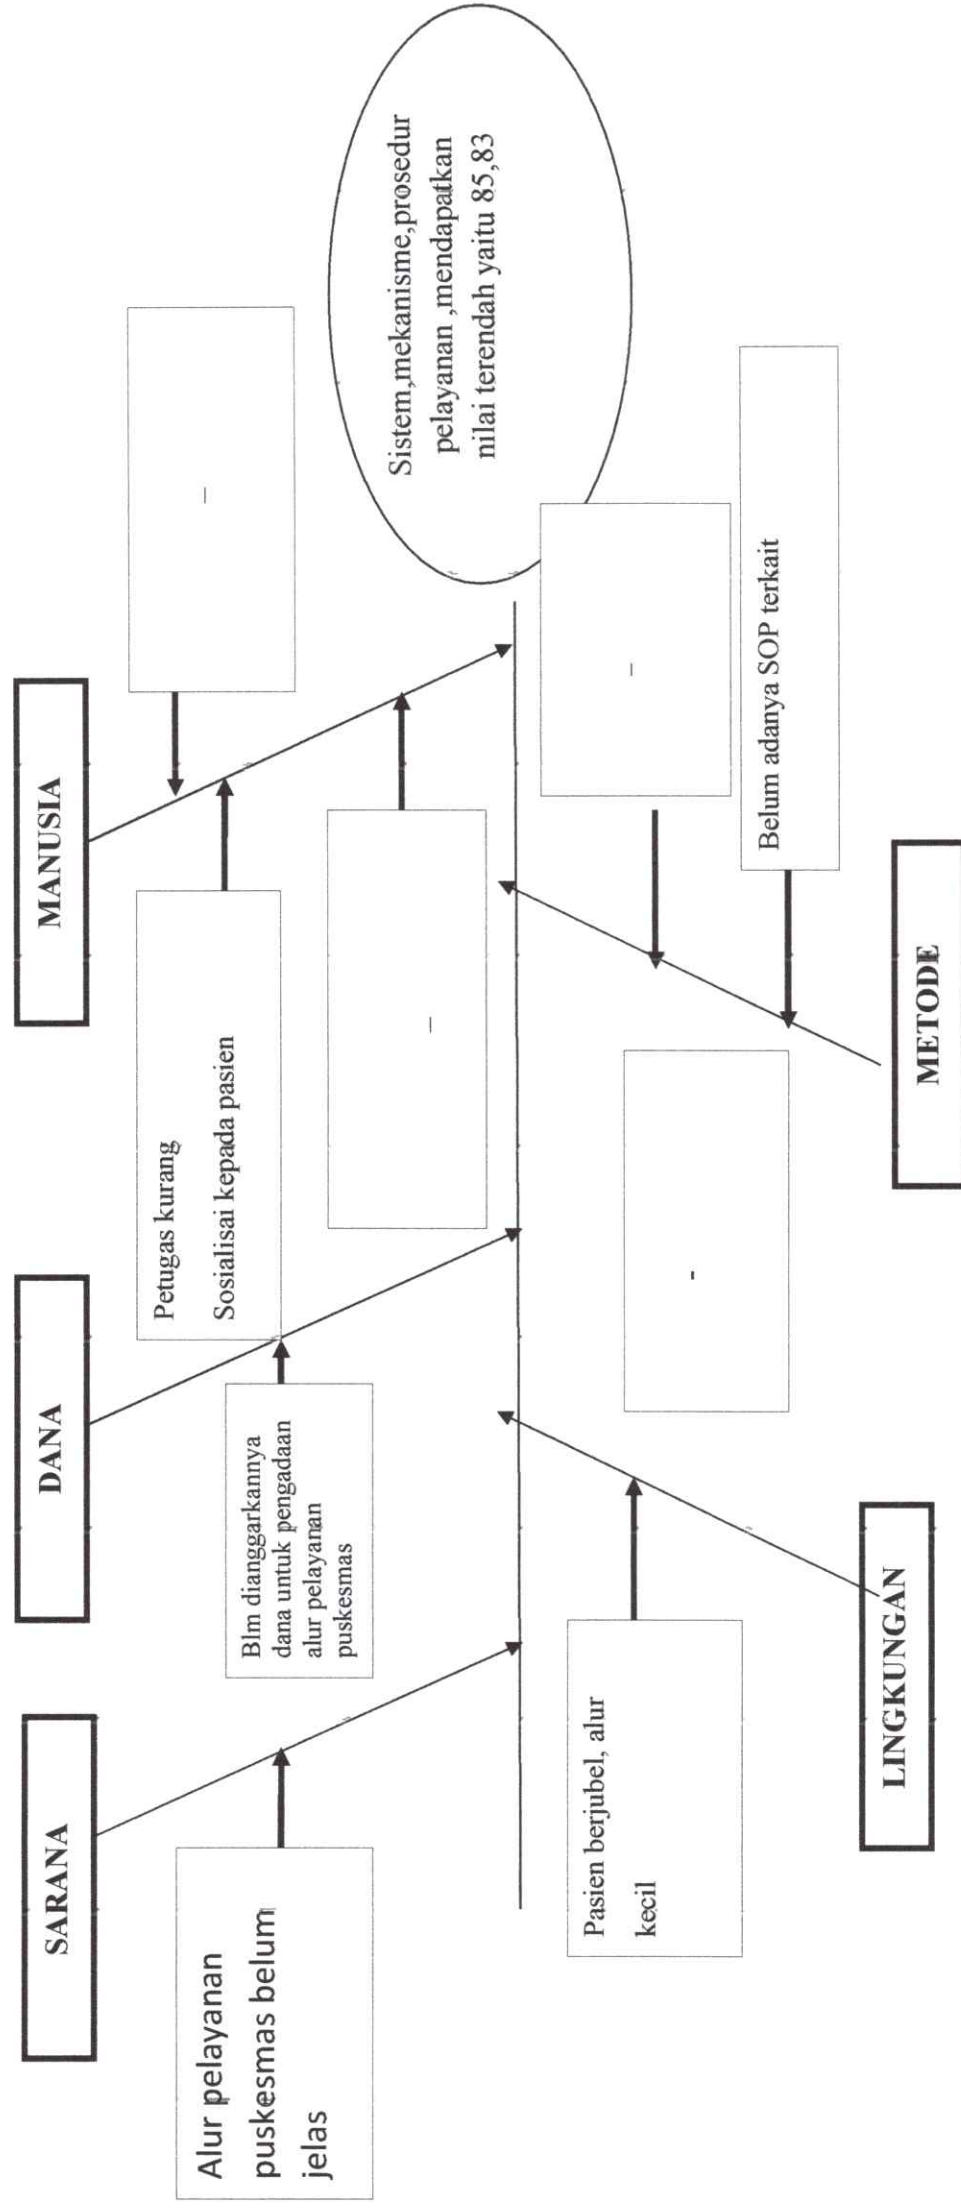 SARANA
DANA
MANUSIA
Alur pelayanan
puskesmas belum
jelas
Blm dianggarkannya
dana untuk pengadaan
alur pelayanan
puskesmas
Petugas kurang
Sosialisai kepada pasien
–
–
Sistem,mekanisme,prosedur
pelayanan ,mendapatkan
nilai terendah yaitu 85,83
Pasien berjubel, alur
kecil
-
–
Belum adanya SOP terkait
LINGKUNGAN
METODE